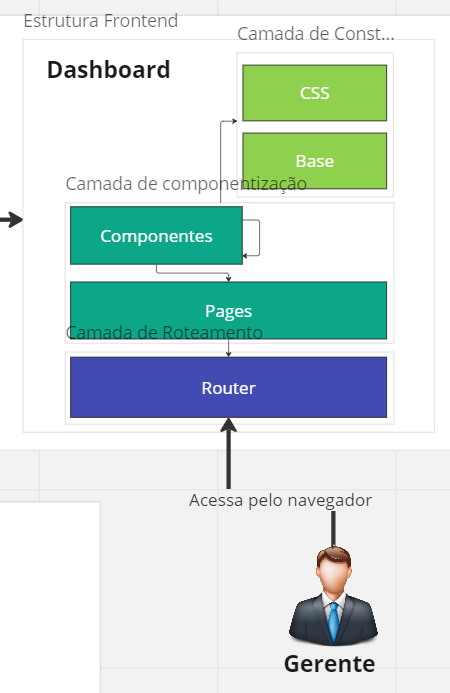 Estrutura Frontend
Camada de Const...
Dashboard
CSS
Base
Camada de componentização
Componentes
Pages
Camada de Roteamento
Router
Acessa pelo navegador
Gerente